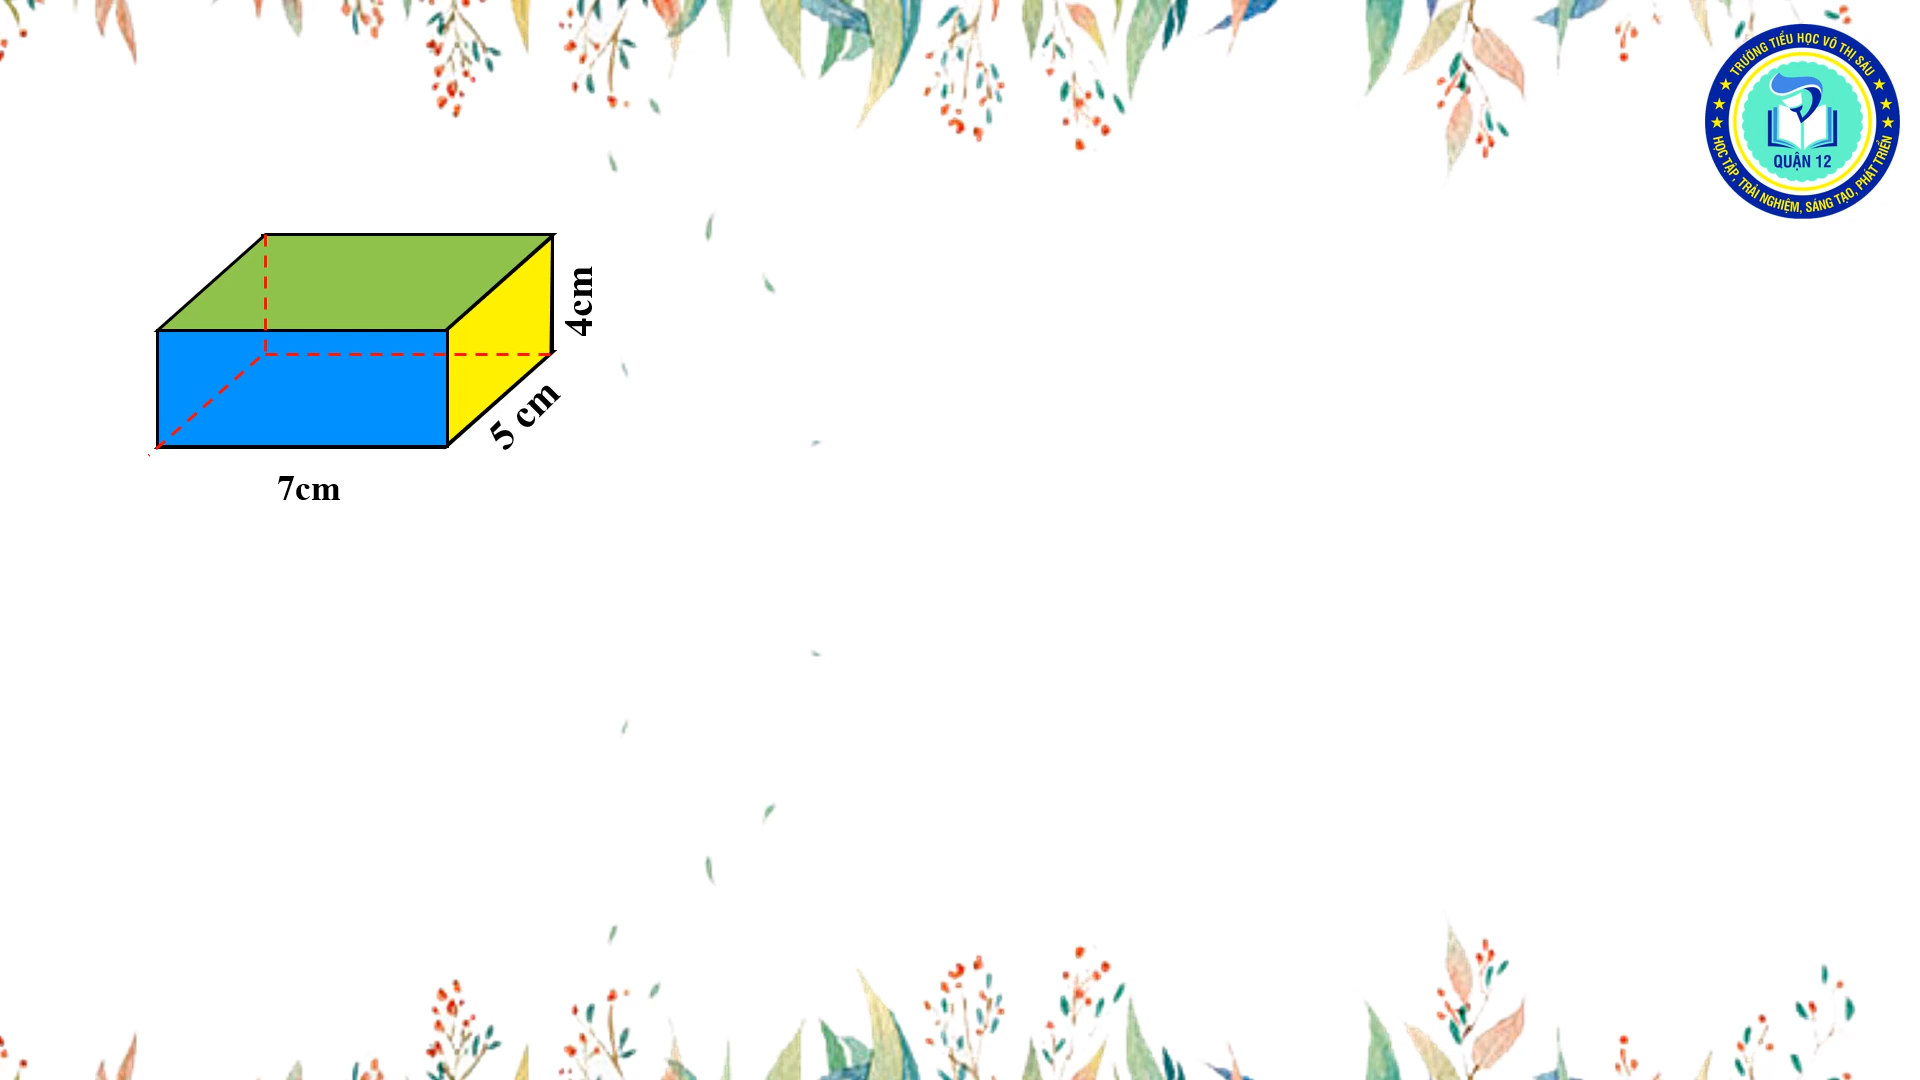 TRƯỜNG TIỂU HỌC VÕ THỊ SÁU
QUẬN 12
HỌC TẬP, TRẢI NGHIỆM, SÁNG TẠO, PHÁT TRIỂN
4cm
5 cm
7cm